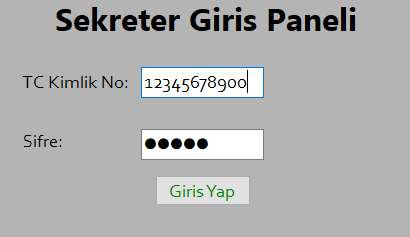 Sekreter Giris Paneli
TC Kimlik No: 12345678900
Sifre: ●●●●●
Giris Yap